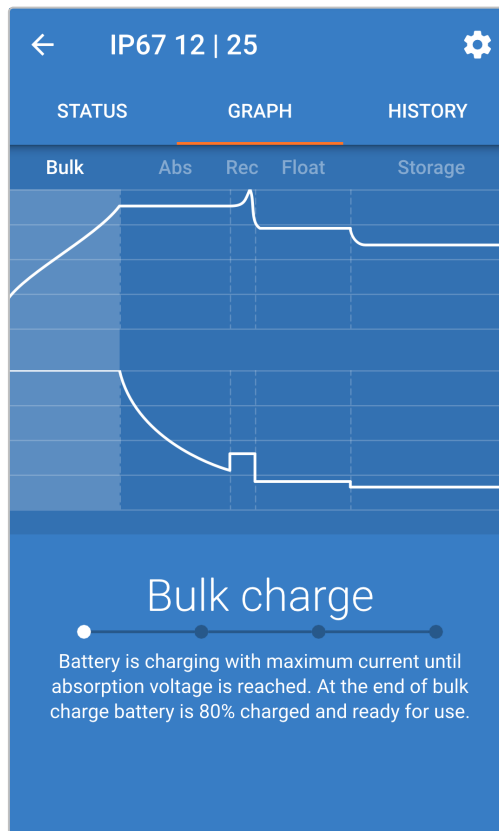 IP67 12 | 25
STATUS GRAPH HISTORY
Bulk Abs Rec Float Storage
Bulk charge
Battery is charging with maximum current until
absorption voltage is reached. At the end of bulk
charge battery is 80% charged and ready for use.